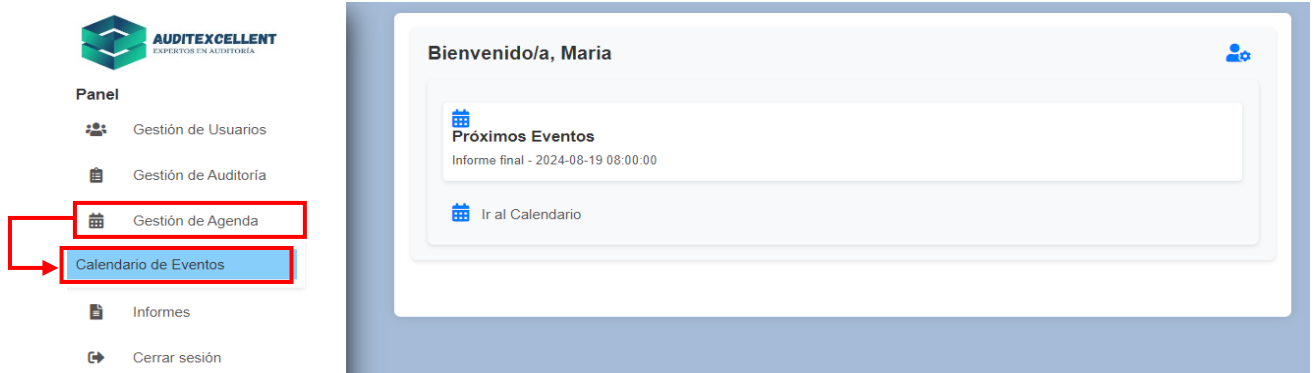 AUDITEXCELLENT
EXPERTOS EN AUDITORÍA
Panel
Gestión de Usuarios
Gestión de Auditoría
Gestión de Agenda
Calendario de Eventos
Informes
Cerrar sesión
Bienvenido/a, Maria
Próximos Eventos
Informe final - 2024-08-19 08:00:00
Ir al Calendario